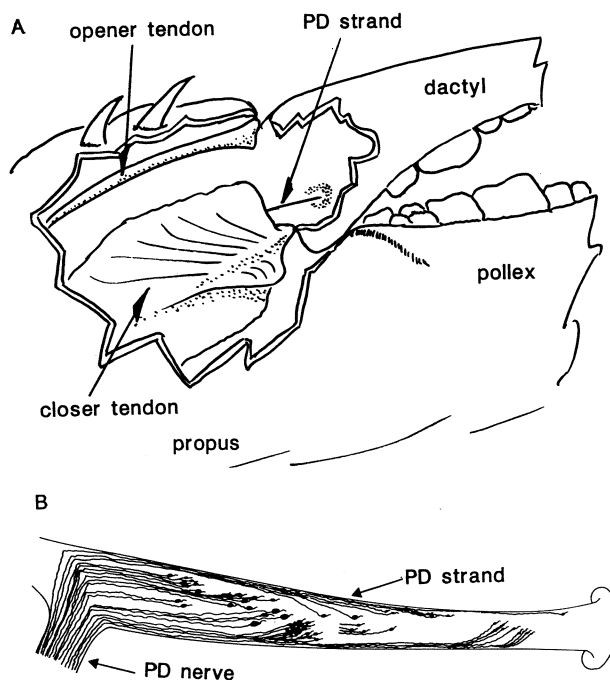 A
opener tendon
PD strand
dactyl
pollex
closer tendon
propus
B
PD strand
PD nerve